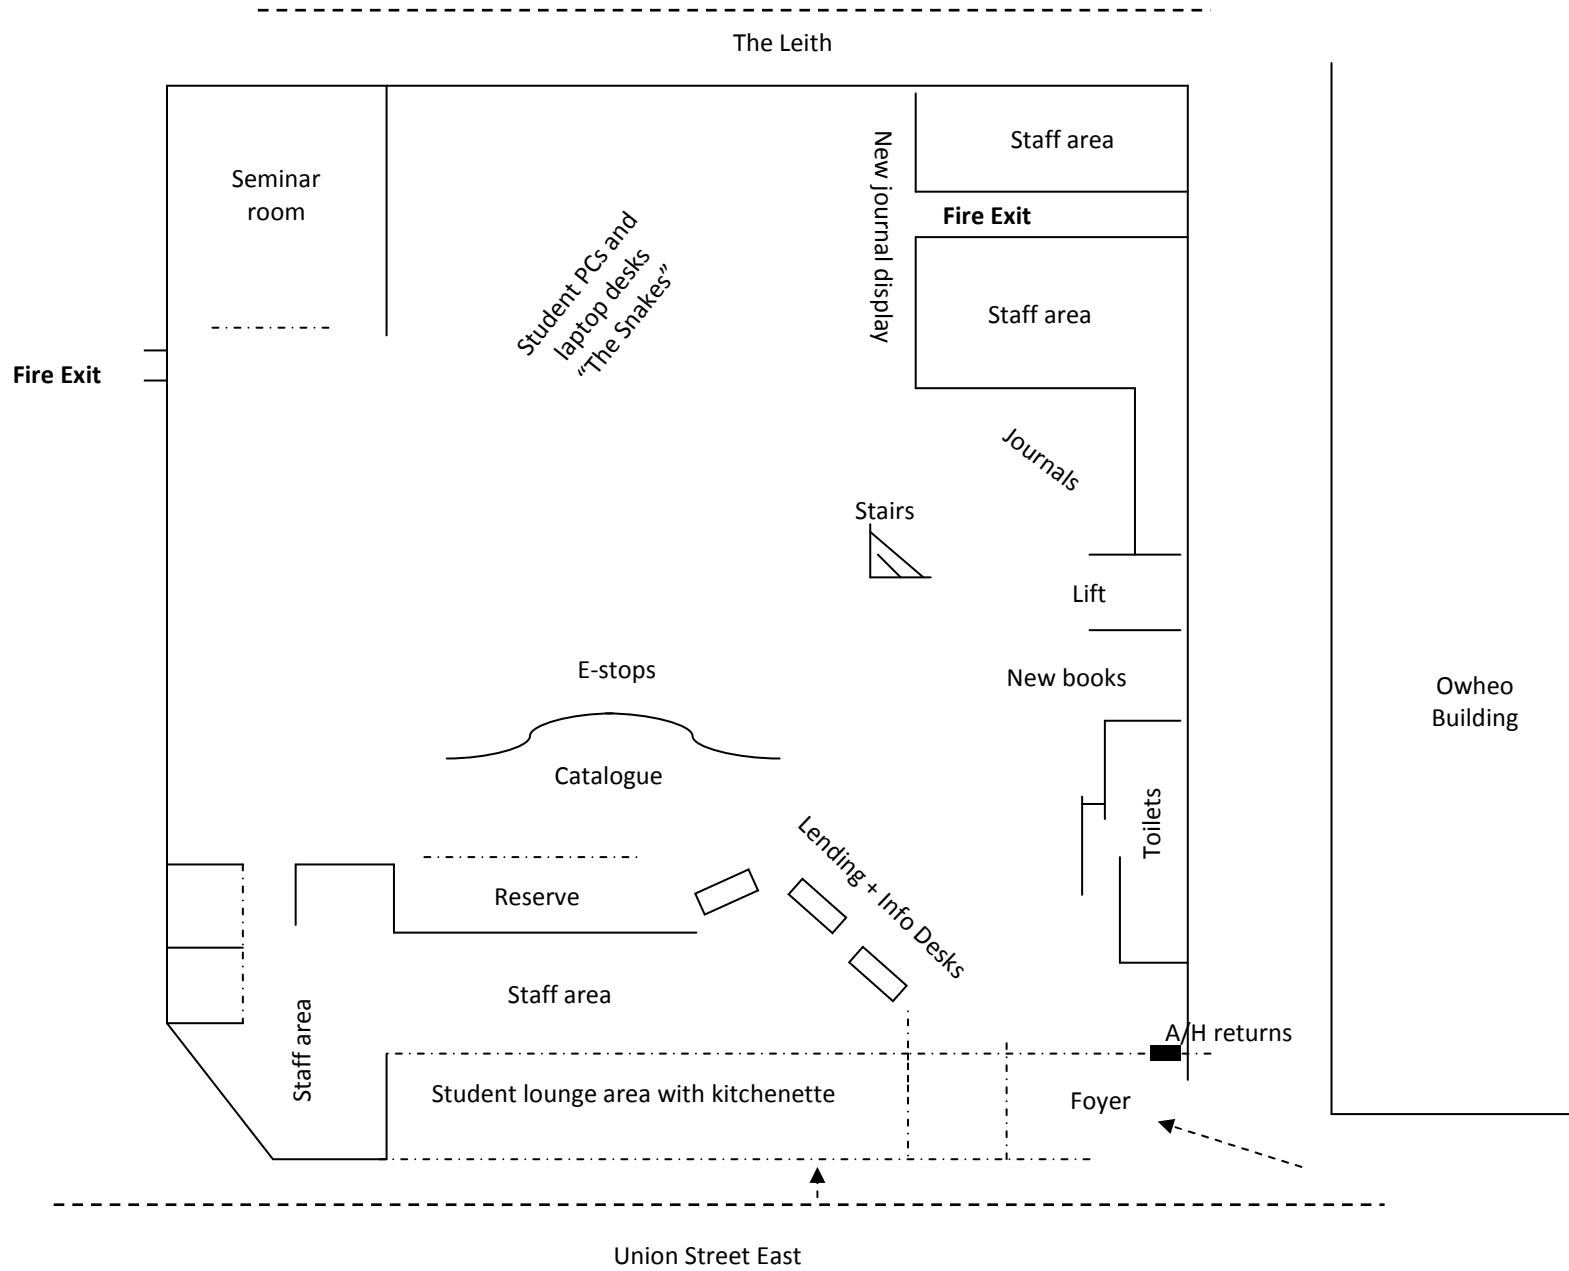 The Leith
Staff area
New journal display
Seminar
room
Fire Exit
Student PCs and
laptop desks
“The Snakes”
Staff area
Fire Exit
Journals
Stairs
Lift
E-stops
New books
Owheo
Building
Catalogue
Toilets
Lending + Info Desks
Reserve
Staff area
Staff area
A/H returns
Student lounge area with kitchenette
Foyer
Union Street East